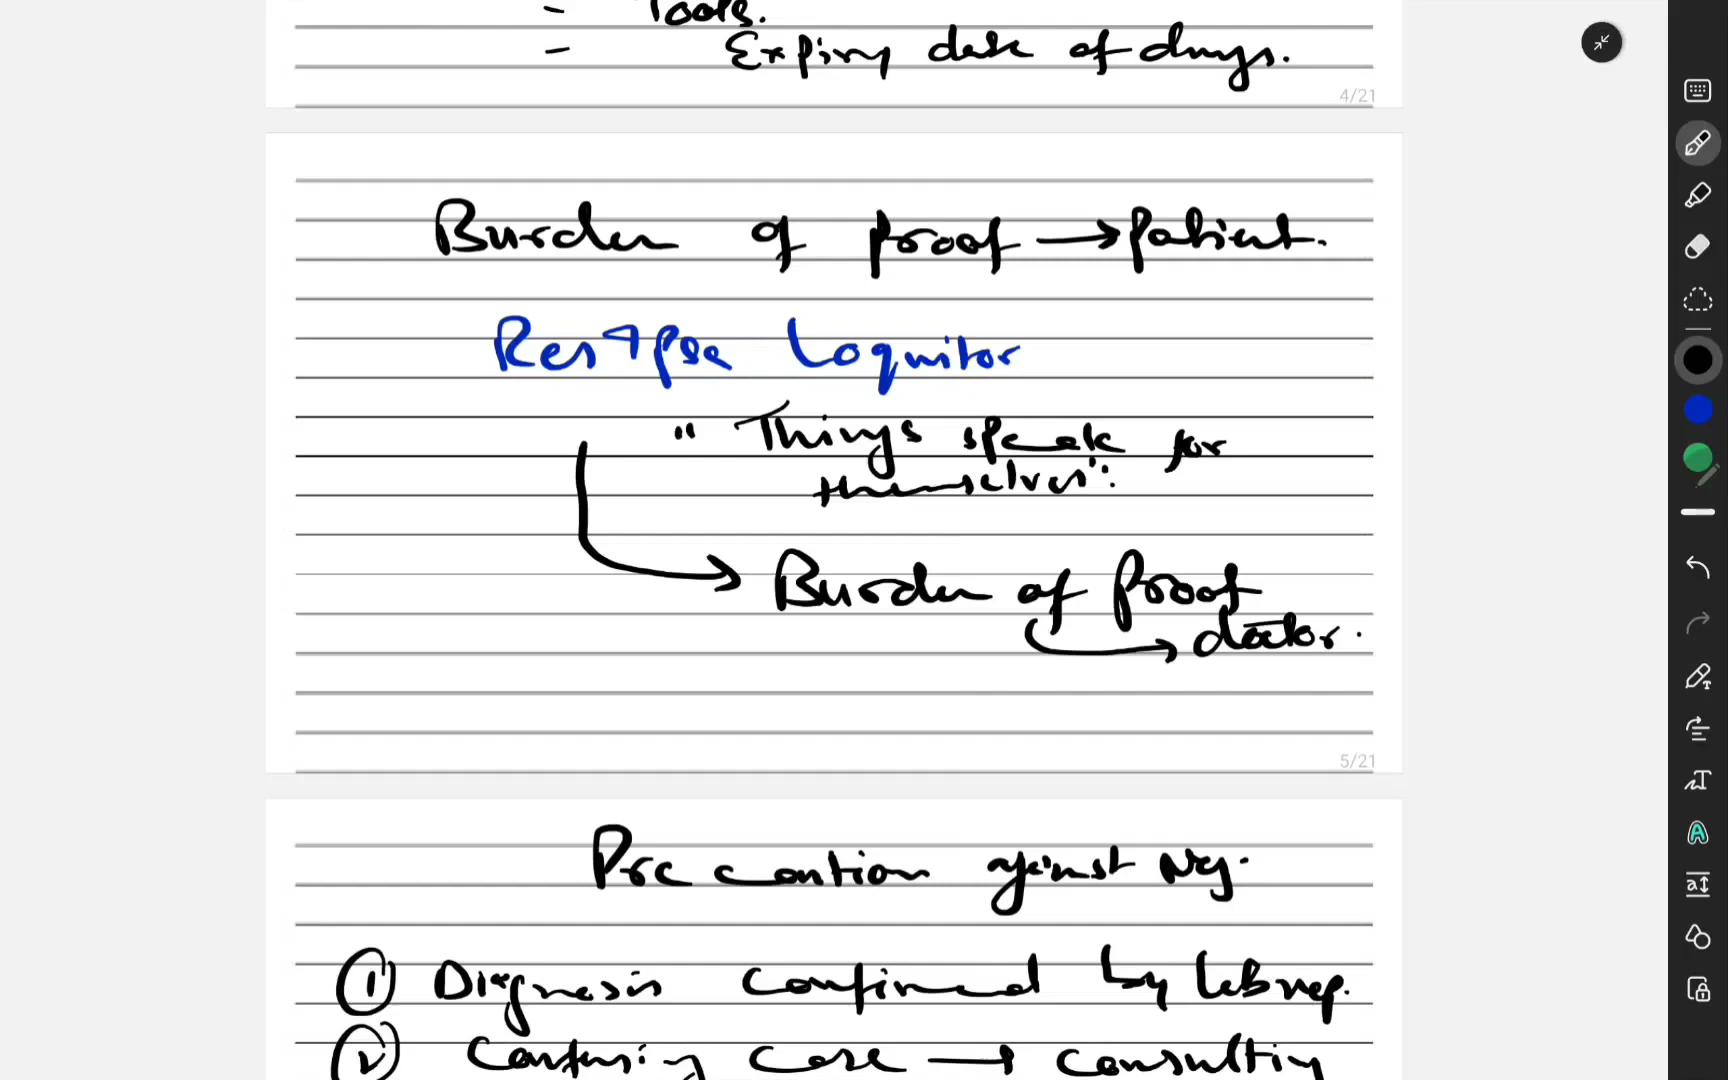 - Tools.
- Expiry date of drugs.
4/21
Burden of Proof → Patient.
Res Ipsa Loquitor
" Things speak for
themselves".
→ Burden of Proof
→ doctor.
5/21
Precaution against Neg.
① Diagnosis confirmed by lab rep.
② Confusing case → consulting